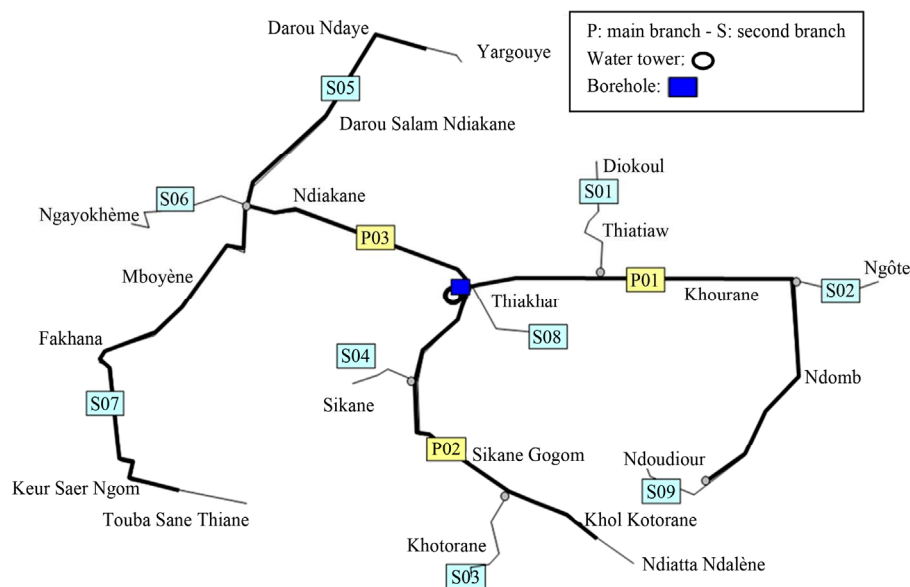 Darou Ndaye
Yargouye
P: main branch - S: second branch
Water tower:
Borehole:
S05
Darou Salam Ndiakane
Diokoul
S01
S06
Ndiakane
Ngayokhème
Thiatiaw
P03
Mboyène
P01
Ngôte
Thiakhar
Khourane
S02
Fakhana
S08
S04
Ndomb
Sikane
S07
P02
Sikane Gogom
Ndoudiour
Keur Saer Ngom
S09
Touba Sane Thiane
Khol Kotorane
Khotorane
Ndiatta Ndalène
S03